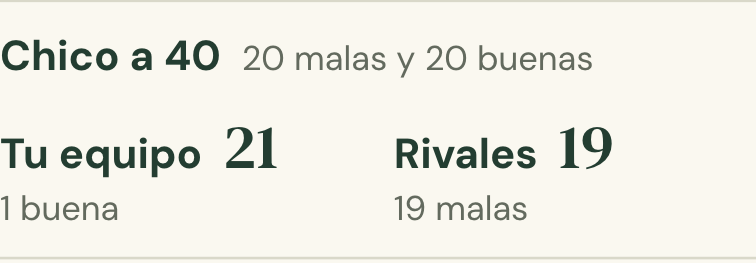 Chico a 40 20 malas y 20 buenas
Tu equipo 21 Rivales 19
1 buena 19 malas